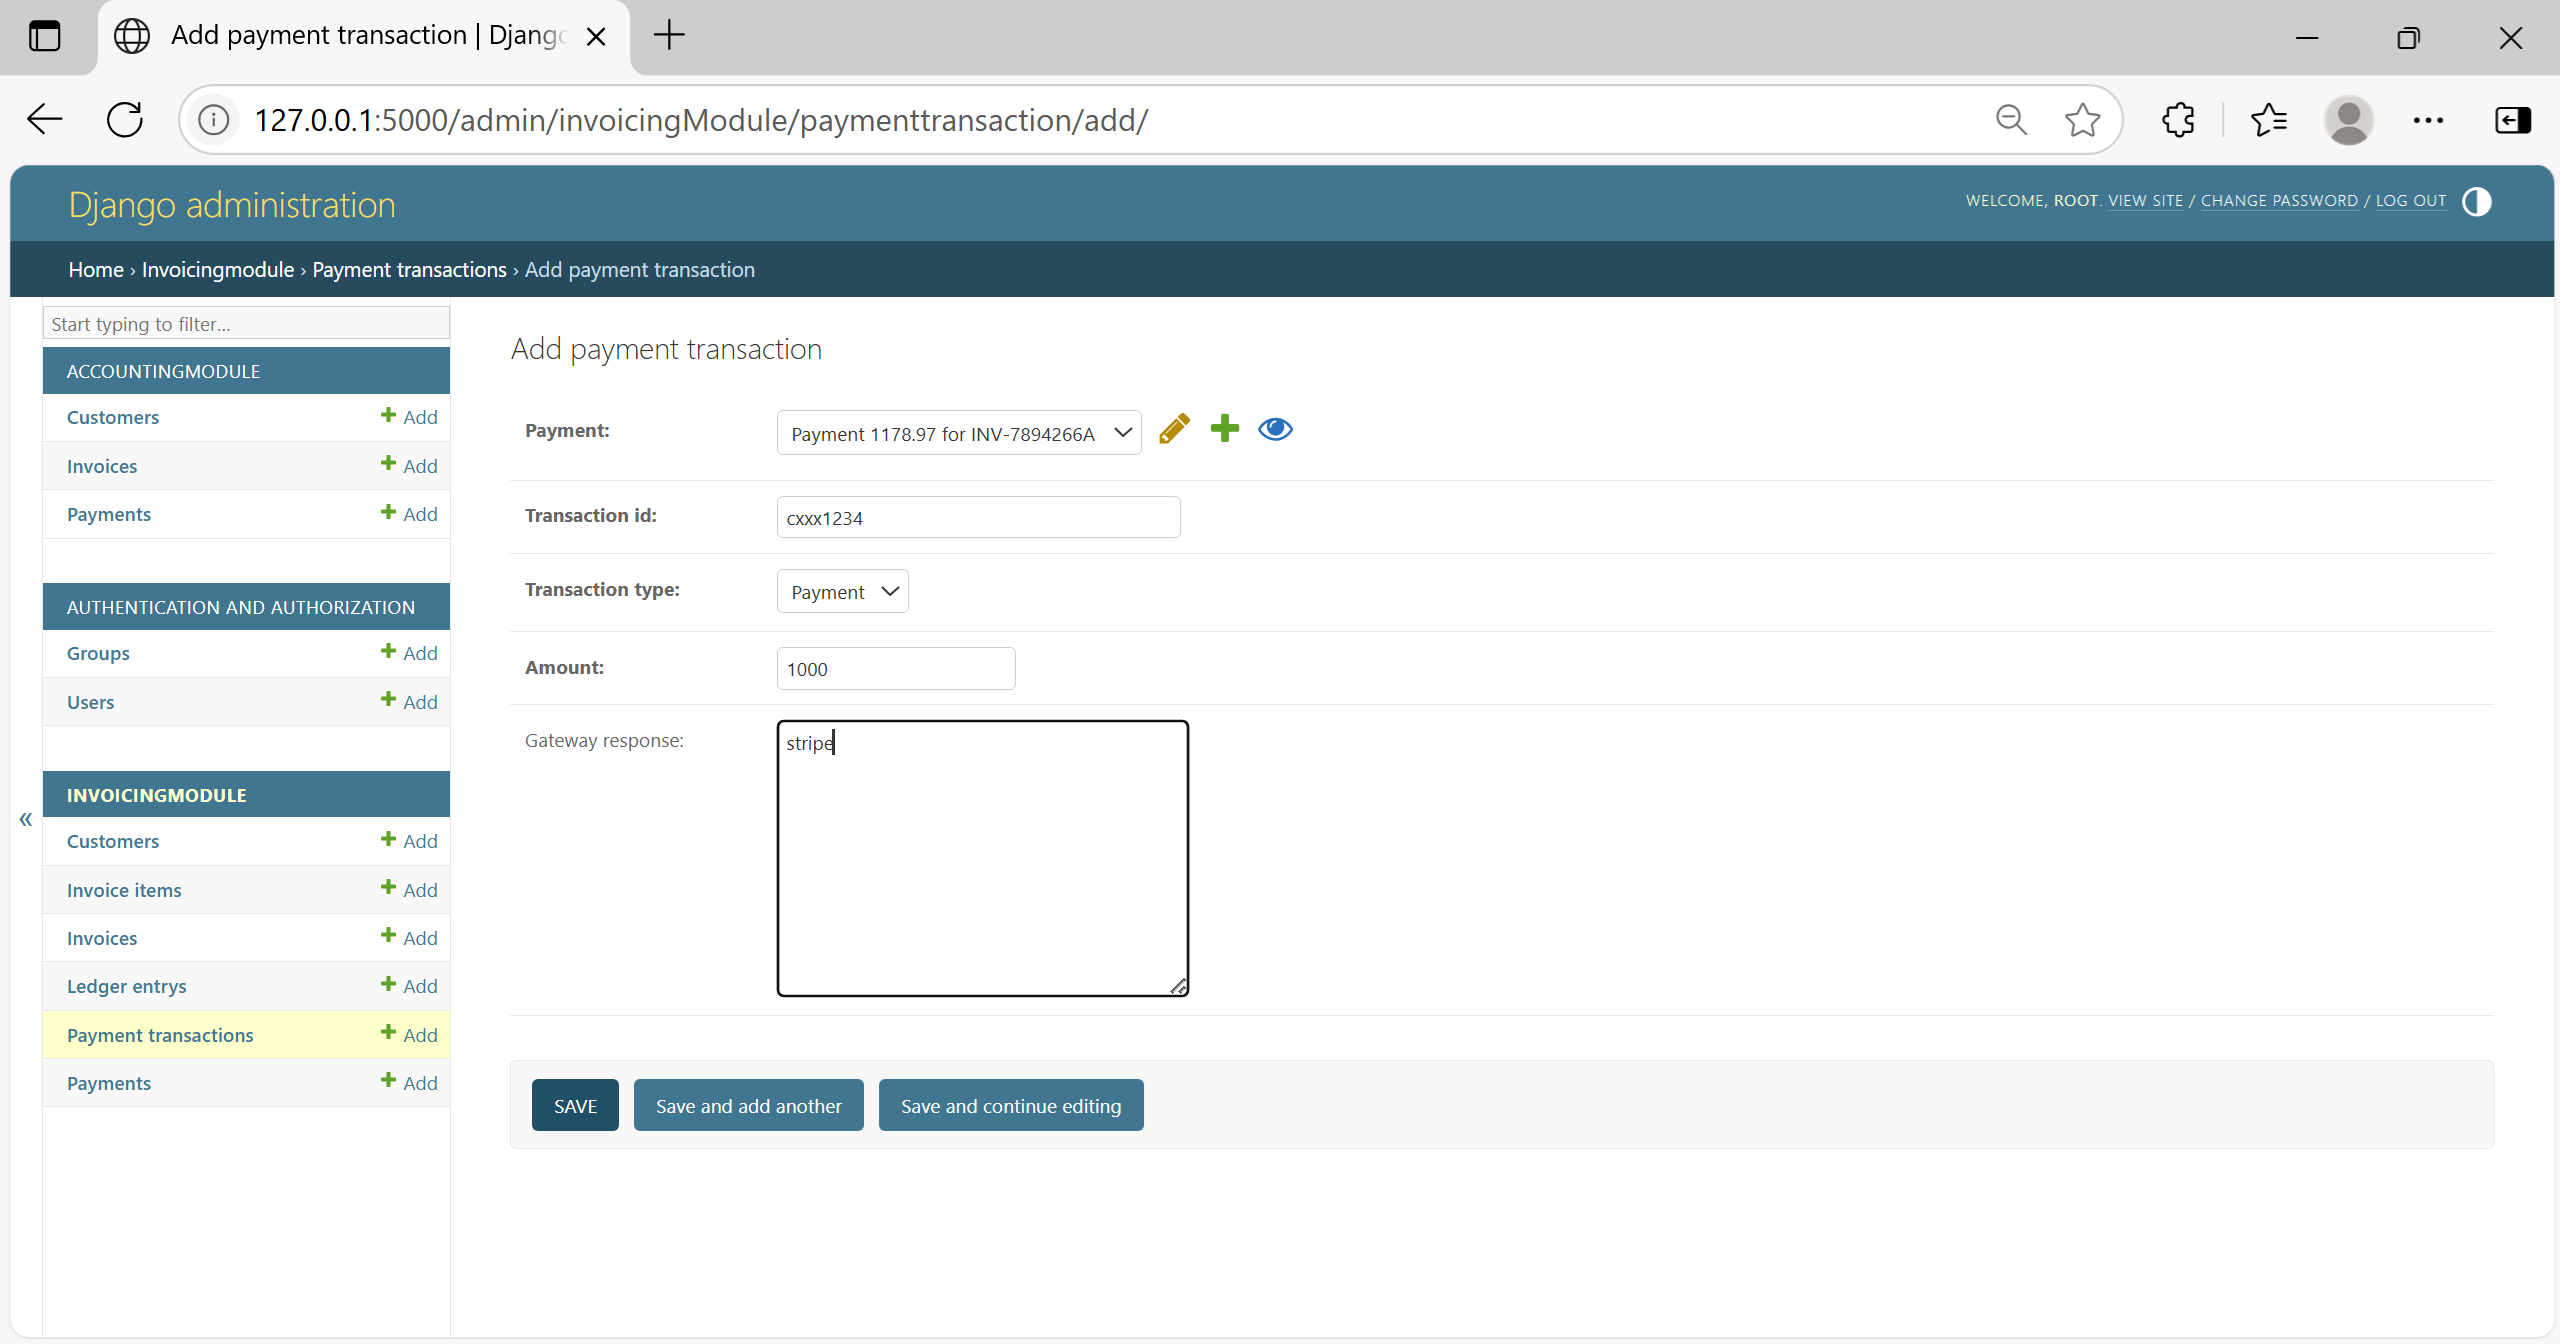 Add payment transaction | Django
127.0.0.1:5000/admin/invoicingModule/paymenttransaction/add/
Django administration
WELCOME, ROOT. VIEW SITE / CHANGE PASSWORD / LOG OUT
Home › Invoicingmodule › Payment transactions › Add payment transaction
Start typing to filter...
ACCOUNTINGMODULE
Customers + Add
Invoices + Add
Payments + Add
AUTHENTICATION AND AUTHORIZATION
Groups + Add
Users + Add
«
INVOICINGMODULE
Customers + Add
Invoice items + Add
Invoices + Add
Ledger entrys + Add
Payment transactions + Add
Payments + Add
Add payment transaction
Payment: Payment 1178.97 for INV-7894266A
Transaction id: cxxx1234
Transaction type: Payment
Amount: 1000
Gateway response: stripe
SAVE Save and add another Save and continue editing